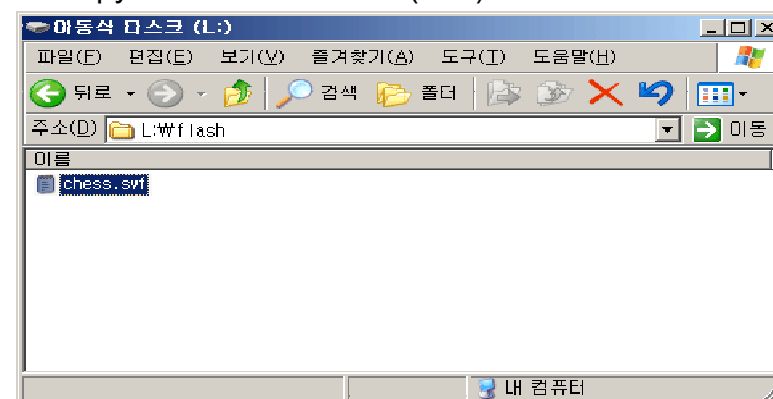 이동식 디스크 (L:)
파일(F) 편집(E) 보기(V) 즐겨찾기(A) 도구(T) 도움말(H)
뒤로 검색 폴더
주소(D) L:₩flash 이동
이름
chess.swf
내 컴퓨터